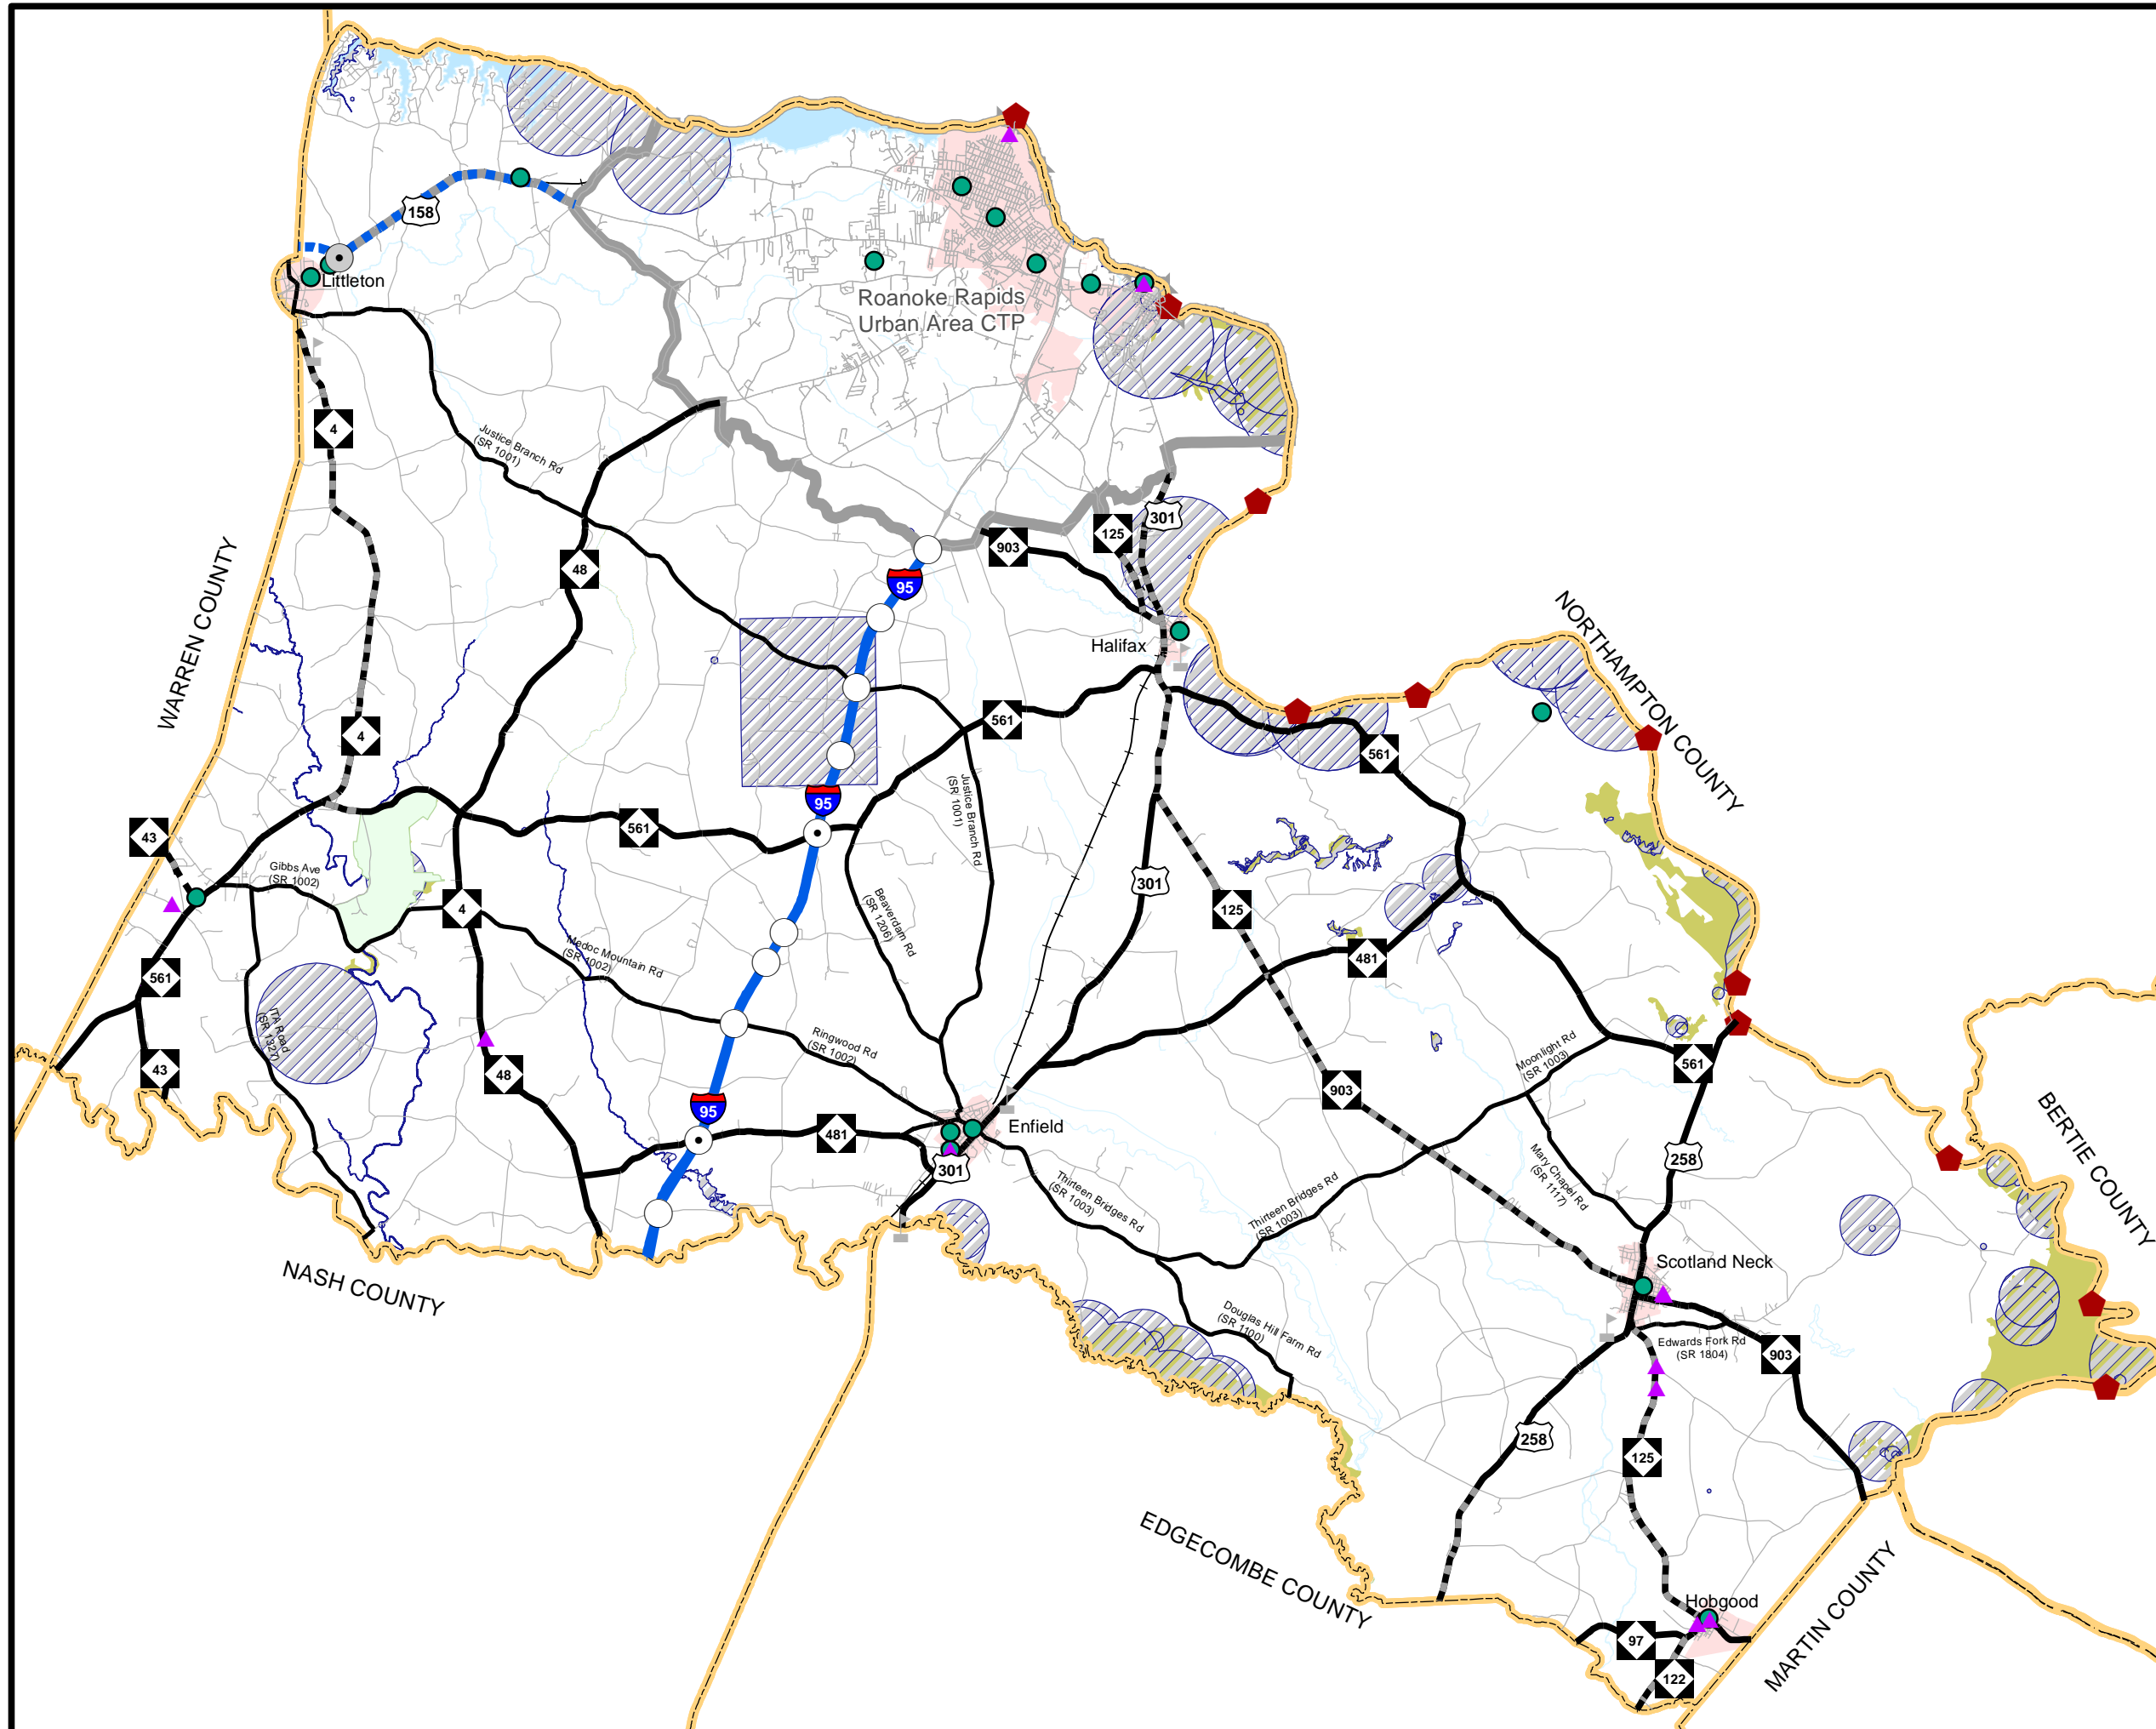 158
Littleton
Roanoke Rapids
Urban Area CTP
4
Justice Branch Rd
(SR 1001)
WARREN COUNTY
48
903
125
301
95
NORTHAMPTON COUNTY
Halifax
561
4
561
95
Justice Branch Rd
(SR 1001)
43
561
Gibbs Ave
(SR 1002)
301
4
Beaverdam Rd
(SR 1206)
125
Medoc Mountain Rd
(SR 1002)
481
561
ITA Road
(SR 1327)
Ringwood Rd
(SR 1002)
Moonlight Rd
(SR 1003)
561
43
48
903
95
BERTIE COUNTY
481
Enfield
301
258
Mary Chapel Rd
(SR 1117)
Thirteen Bridges Rd
(SR 1003)
Thirteen Bridges Rd
(SR 1003)
NASH COUNTY
Scotland Neck
Douglas Hill Farm Rd
(SR 1100)
Edwards Fork Rd
(SR 1804)
903
258
125
EDGECOMBE COUNTY
MARTIN COUNTY
Hobgood
97
122